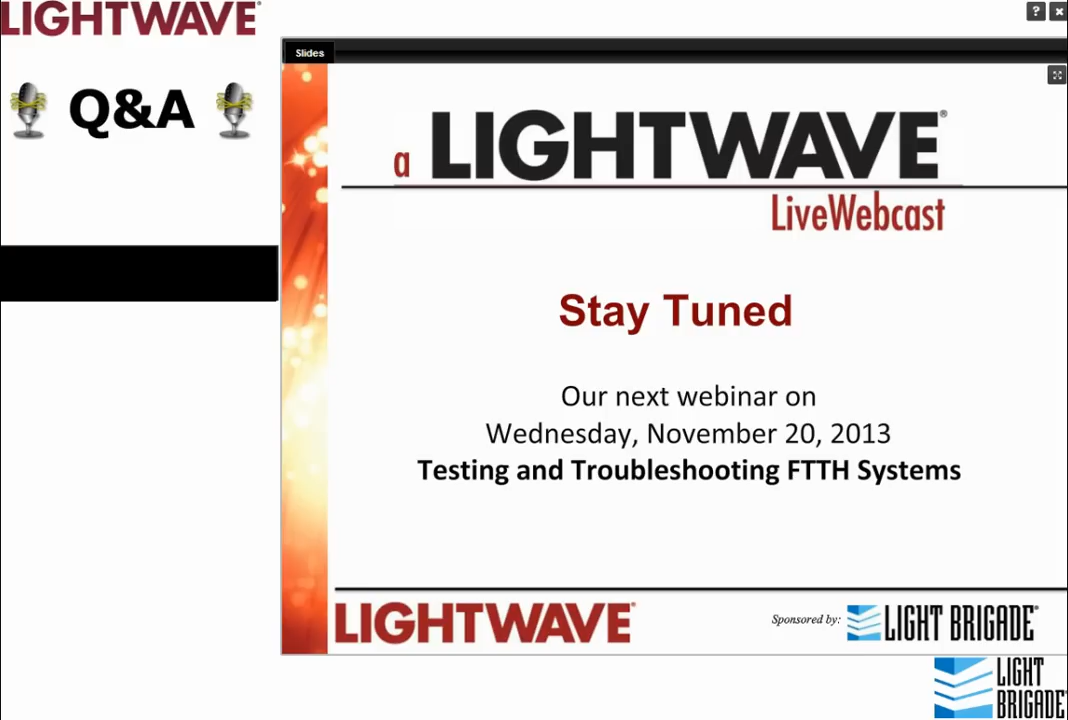 LIGHTWAVE®
Q&A
Slides
?
×
a LIGHTWAVE®
LiveWebcast
Stay Tuned
Our next webinar on
Wednesday, November 20, 2013
Testing and Troubleshooting FTTH Systems
LIGHTWAVE®
Sponsored by: LIGHT BRIGADE®
LIGHT
BRIGADE®